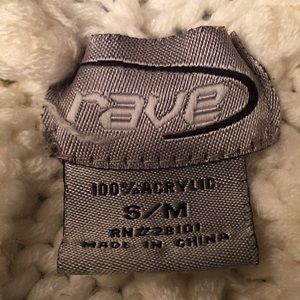 rave
100% ACRYLIC
S/M
RN#28101
MADE IN CHINA